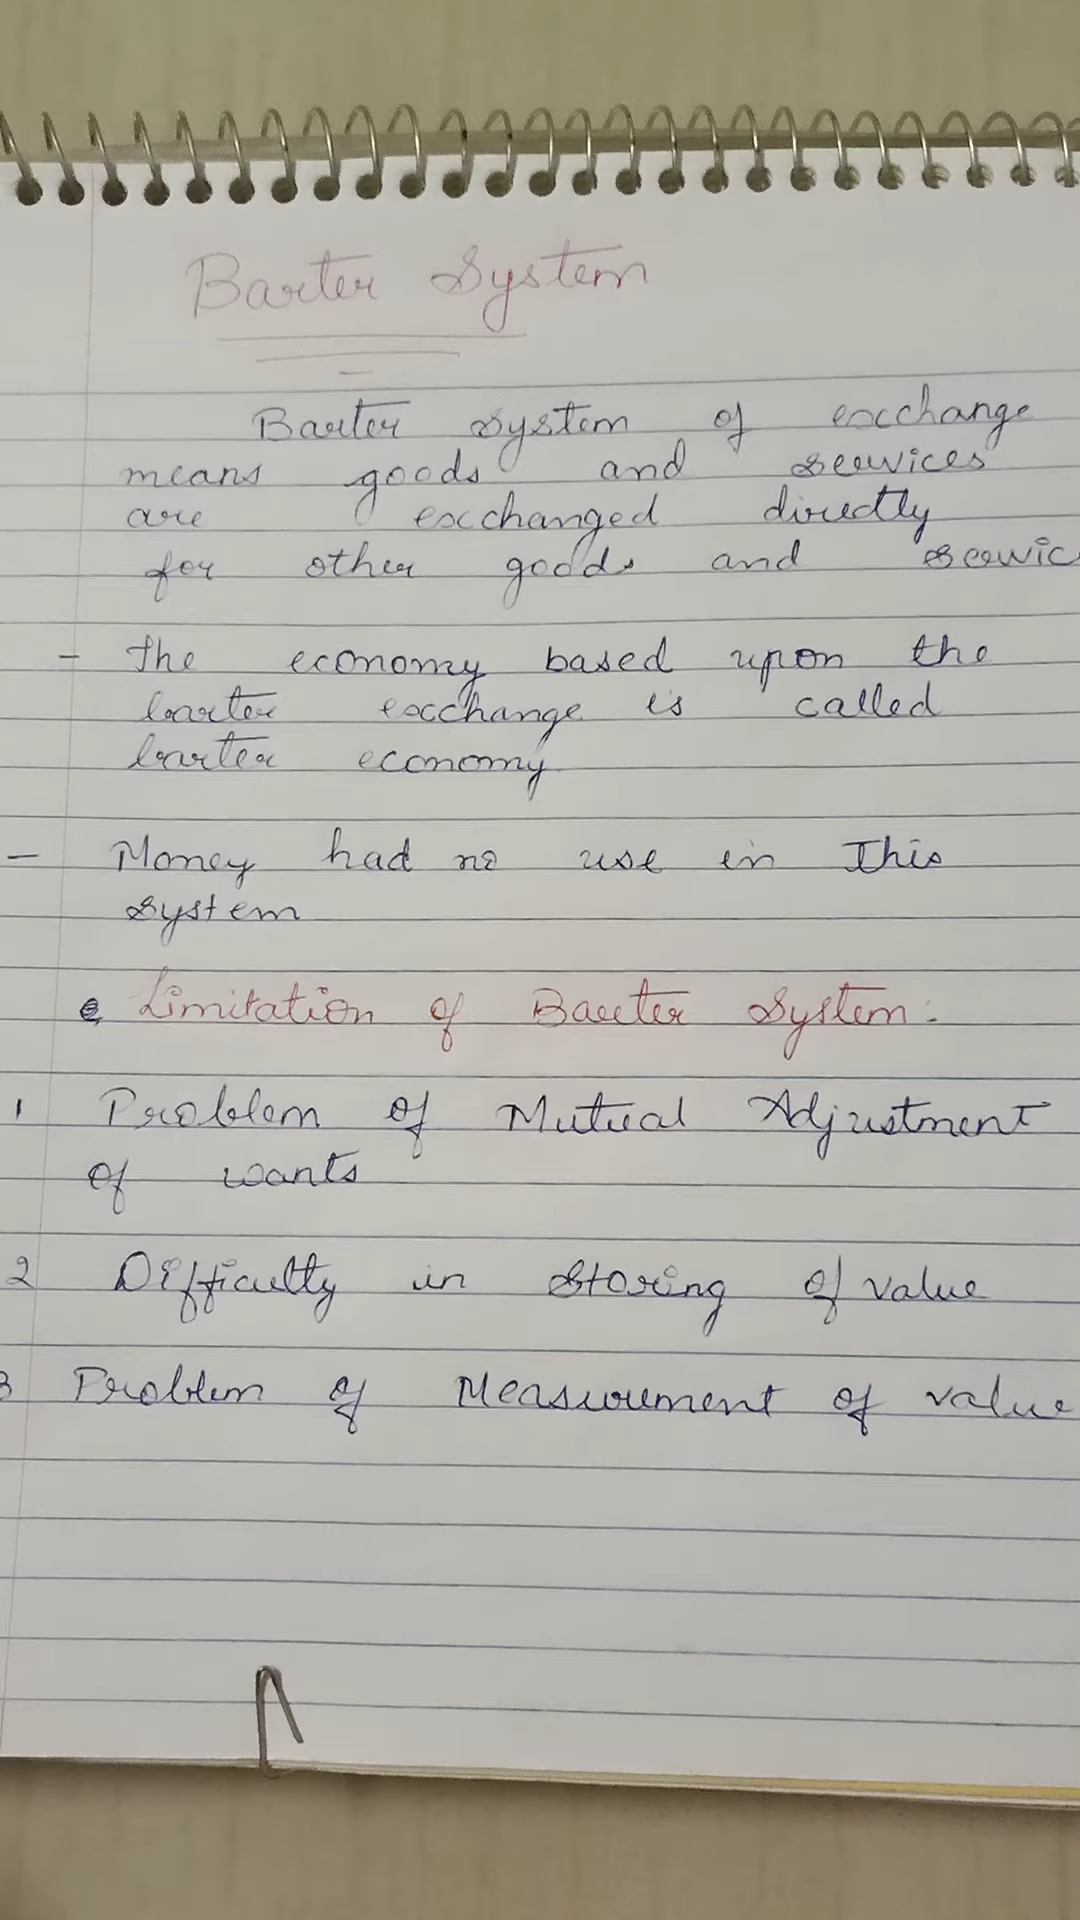 Barter System
Barter system of exchange
means goods and services
are exchanged directly
for other goods and servic
- The economy based upon the
barter exchange is called
barter economy
- Money had no use in This
system
Limitation of Barter System:
1 Problem of Mutual Adjustment
of wants
2 Difficulty in Storing of value
3 Problem of Measurement of value